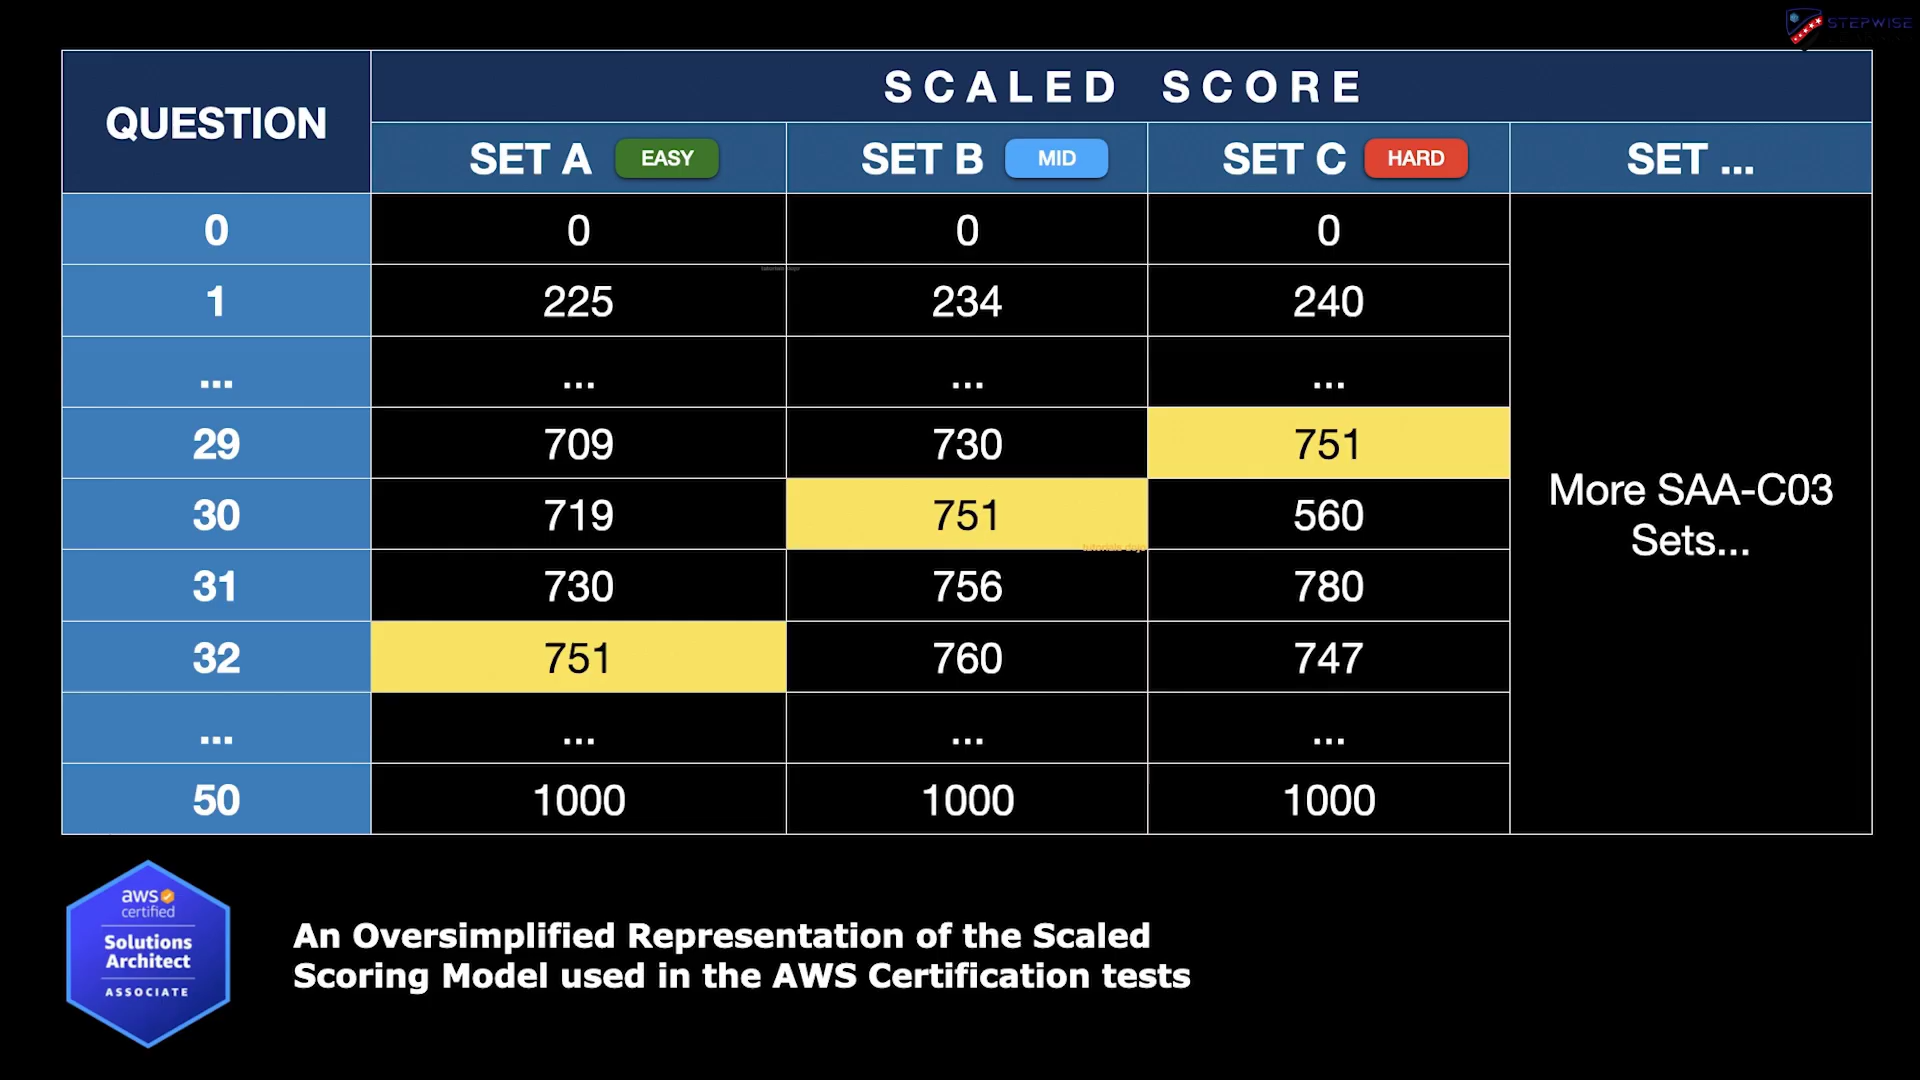 STEPWISE
QUESTION
SCALED SCORE
SET A EASY
SET B MID
SET C HARD
SET ...
0 0 0 0
1 225 234 240
... ... ... ...
29 709 730 751
30 719 751 560
31 730 756 780
32 751 760 747
... ... ... ...
50 1000 1000 1000
More SAA-C03
Sets...
tutorials dojo
aws
certified
Solutions
Architect
ASSOCIATE
An Oversimplified Representation of the Scaled
Scoring Model used in the AWS Certification tests